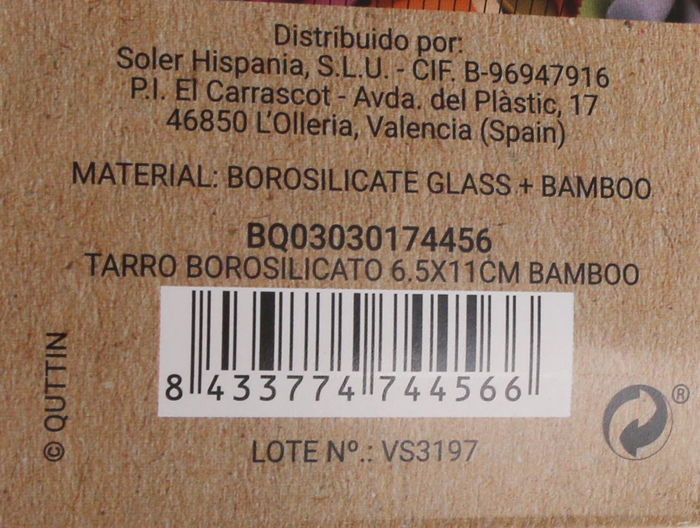 Distribuido por:
Soler Hispania, S.L.U. - CIF. B-96947916
P.I. El Carrascot - Avda. del Plàstic, 17
46850 L'Olleria, Valencia (Spain)
MATERIAL: BOROSILICATE GLASS + BAMBOO
BQ03030174456
TARRO BOROSILICATO 6.5X11CM BAMBOO
8 433774 744566
© QUTTIN
®
LOTE Nº.: VS3197